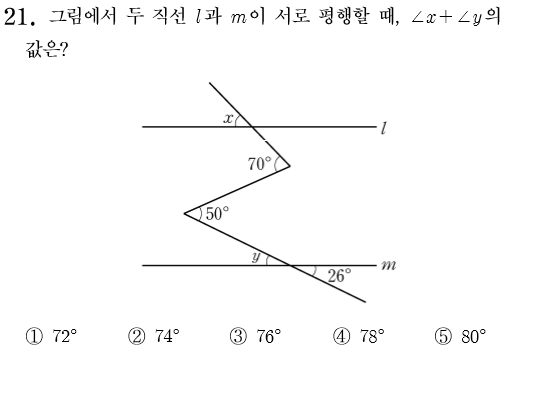 21. 그림에서 두 직선 l과 m이 서로 평행할 때, ∠x+∠y의
값은?
x
l
70°
50°
y
m
26°
① 72° ② 74° ③ 76° ④ 78° ⑤ 80°